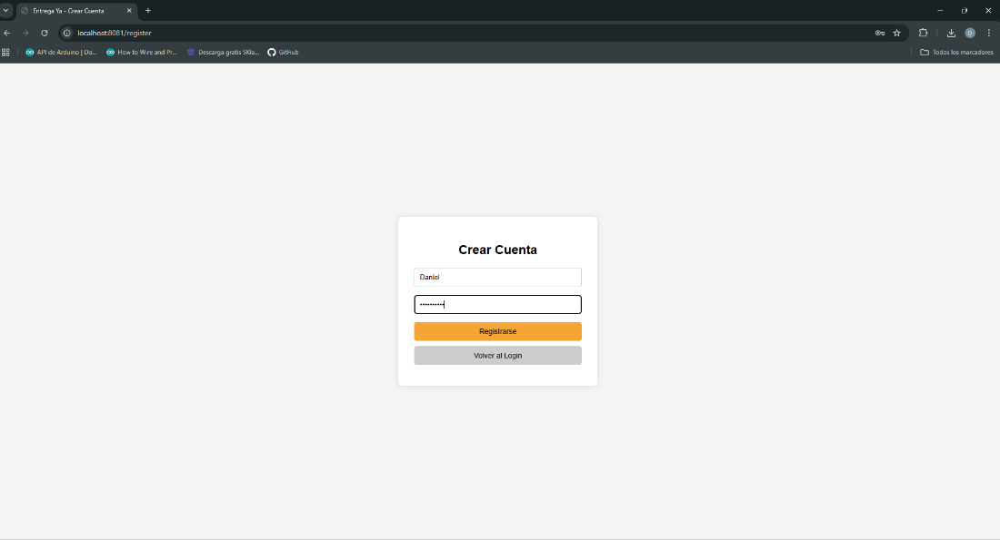 Entrega Ya - Crear Cuenta
localhost:8081/register
D
API de Arduino | Do... How to Wire and Pr... Descarga gratis SKla... GitHub Todos los marcadores
Crear Cuenta
Daniel
••••••••••
Registrarse
Volver al Login